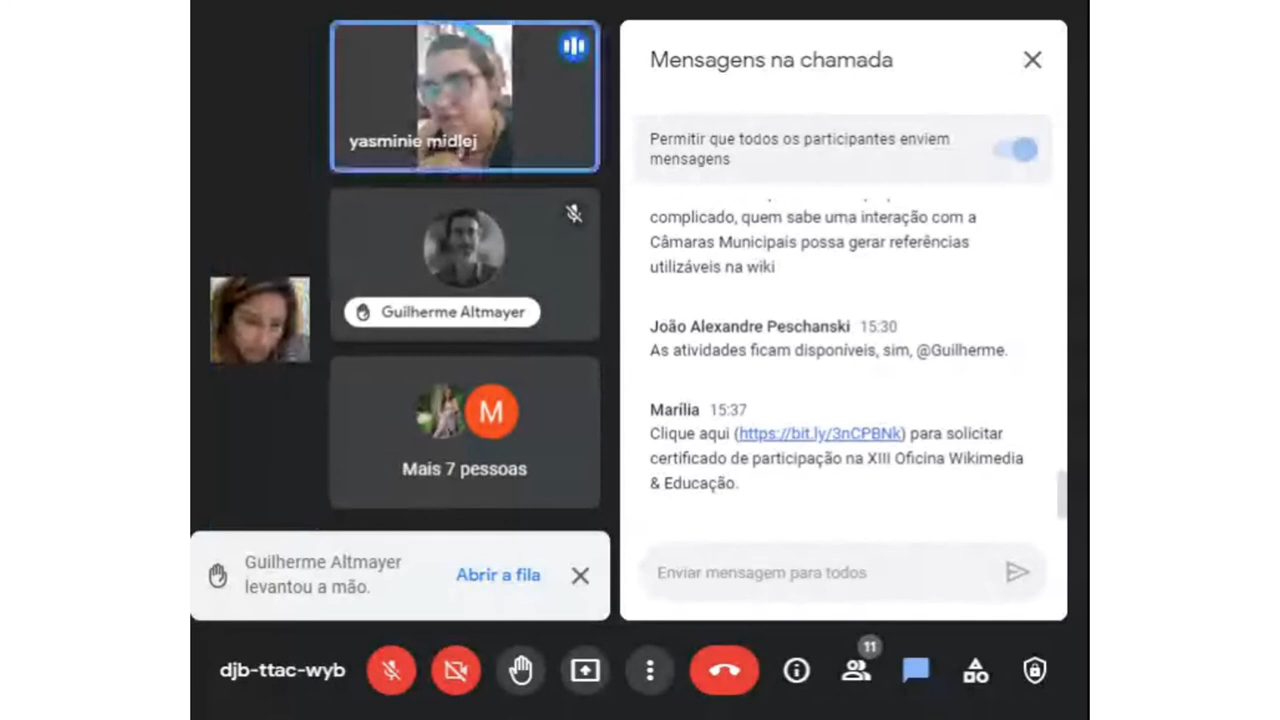 yasminie midlej
Guilherme Altmayer
M
Mais 7 pessoas
Guilherme Altmayer
levantou a mão.
Abrir a fila
Mensagens na chamada
Permitir que todos os participantes enviem
mensagens
complicado, quem sabe uma interação com a
Câmaras Municipais possa gerar referências
utilizáveis na wiki
João Alexandre Peschanski 15:30
As atividades ficam disponíveis, sim, @Guilherme.
Marília 15:37
Clique aqui (https://bit.ly/3nCPBNk) para solicitar
certificado de participação na XIII Oficina Wikimedia
& Educação.
Enviar mensagem para todos
djb-ttac-wyb
11